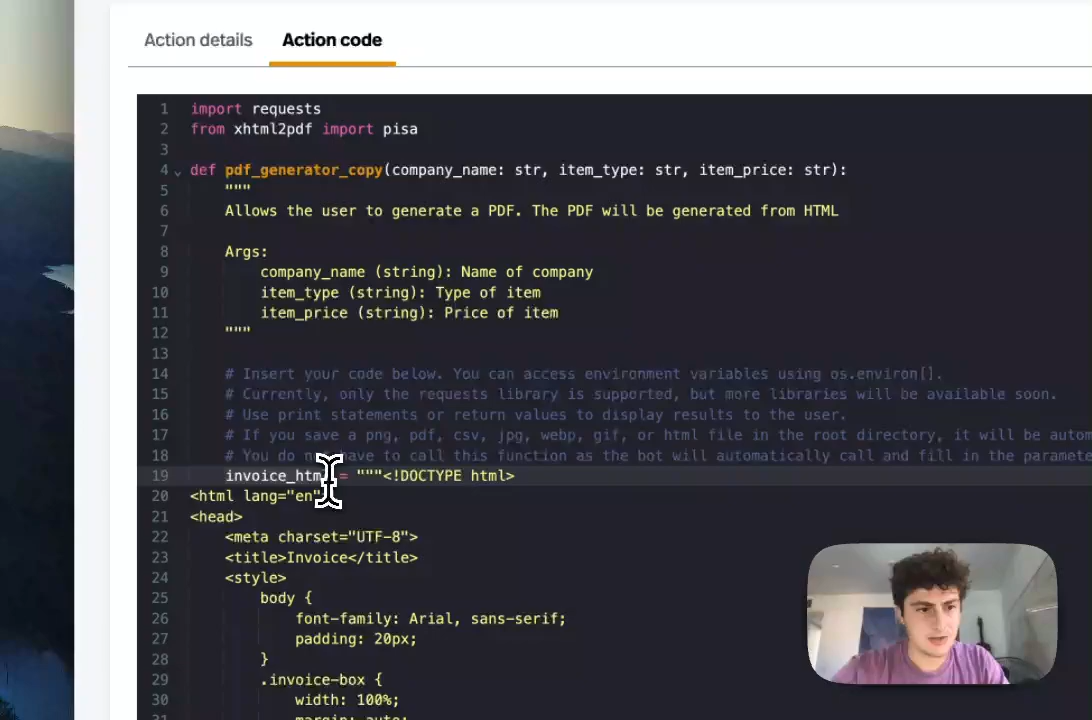 Action details
Action code
1 import requests
2 from xhtml2pdf import pisa
3
4 def pdf_generator_copy(company_name: str, item_type: str, item_price: str):
5 """
6 Allows the user to generate a PDF. The PDF will be generated from HTML
7
8 Args:
9 company_name (string): Name of company
10 item_type (string): Type of item
11 item_price (string): Price of item
12 """
13
14 # Insert your code below. You can access environment variables using os.environ[].
15 # Currently, only the requests library is supported, but more libraries will be available soon.
16 # Use print statements or return values to display results to the user.
17 # If you save a png, pdf, csv, jpg, webp, gif, or html file in the root directory, it will be autom
18 # You do have to call this function as the bot will automatically call and fill in the paramete
19 invoice_html = """<!DOCTYPE html>
20 <html lang="en"
21 <head>
22 <meta charset="UTF-8">
23 <title>Invoice</title>
24 <style>
25 body {
26 font-family: Arial, sans-serif;
27 padding: 20px;
28 }
29 .invoice-box {
30 width: 100%;
31 margin: auto;